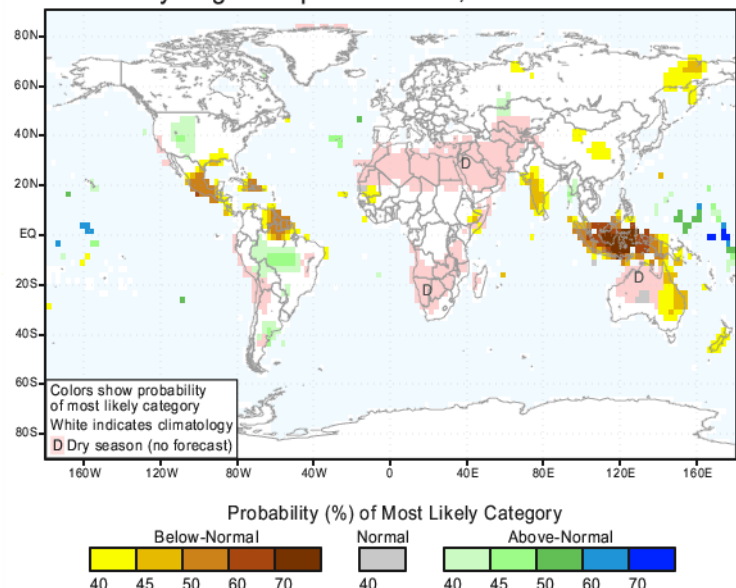 80N
60N
40N
20N
EQ
20S
40S
60S
80S
D
D
D
Colors show probability
of most likely category
White indicates climatology
D Dry season (no forecast)
160W 120W 80W 40W 0 40E 80E 120E 160E
Probability (%) of Most Likely Category
Below-Normal Normal Above-Normal
40 45 50 60 70 40 40 45 50 60 70